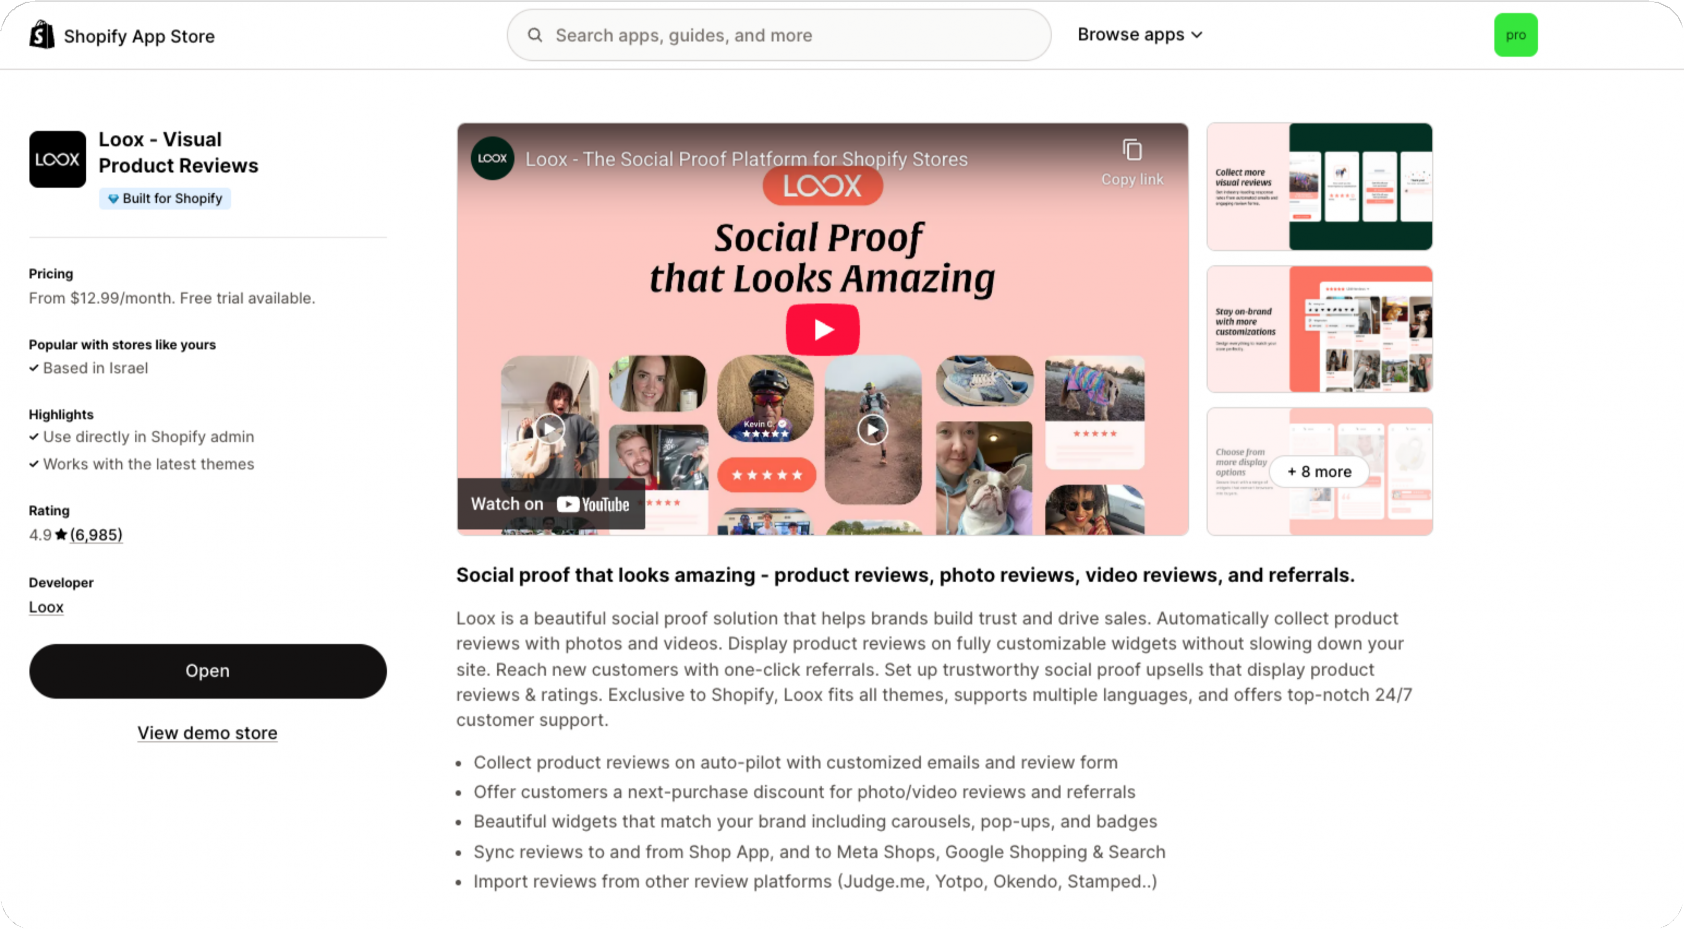 Shopify App Store
Search apps, guides, and more
Browse apps
pro
LOOX
Loox - Visual
Product Reviews
Built for Shopify
Pricing
From $12.99/month. Free trial available.
Popular with stores like yours
Based in Israel
Highlights
Use directly in Shopify admin
Works with the latest themes
Rating
4.9 (6,985)
Developer
Loox
Open
View demo store
LOOX
Loox - The Social Proof Platform for Shopify Stores
Copy link
LOOX
Social Proof
that Looks Amazing
Kevin C.
Watch on YouTube
Collect more
visual reviews
Stay on-brand
with more
customizations
Choose from
more display
options
+ 8 more
Social proof that looks amazing - product reviews, photo reviews, video reviews, and referrals.
Loox is a beautiful social proof solution that helps brands build trust and drive sales. Automatically collect product
reviews with photos and videos. Display product reviews on fully customizable widgets without slowing down your
site. Reach new customers with one-click referrals. Set up trustworthy social proof upsells that display product
reviews & ratings. Exclusive to Shopify, Loox fits all themes, supports multiple languages, and offers top-notch 24/7
customer support.
• Collect product reviews on auto-pilot with customized emails and review form
• Offer customers a next-purchase discount for photo/video reviews and referrals
• Beautiful widgets that match your brand including carousels, pop-ups, and badges
• Sync reviews to and from Shop App, and to Meta Shops, Google Shopping & Search
• Import reviews from other review platforms (Judge.me, Yotpo, Okendo, Stamped..)